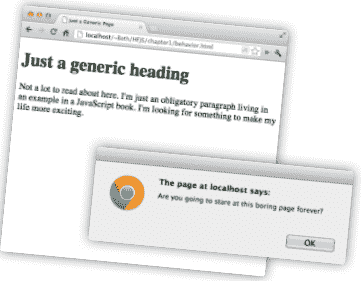 Just a Generic Page
localhost/~Beth/HFJS/chapter1/behavior.html
Just a generic heading
Not a lot to read about here. I'm just an obligatory paragraph living in
an example in a JavaScript book. I'm looking for something to make my
life more exciting.
The page at localhost says:
Are you going to stare at this boring page forever?
OK